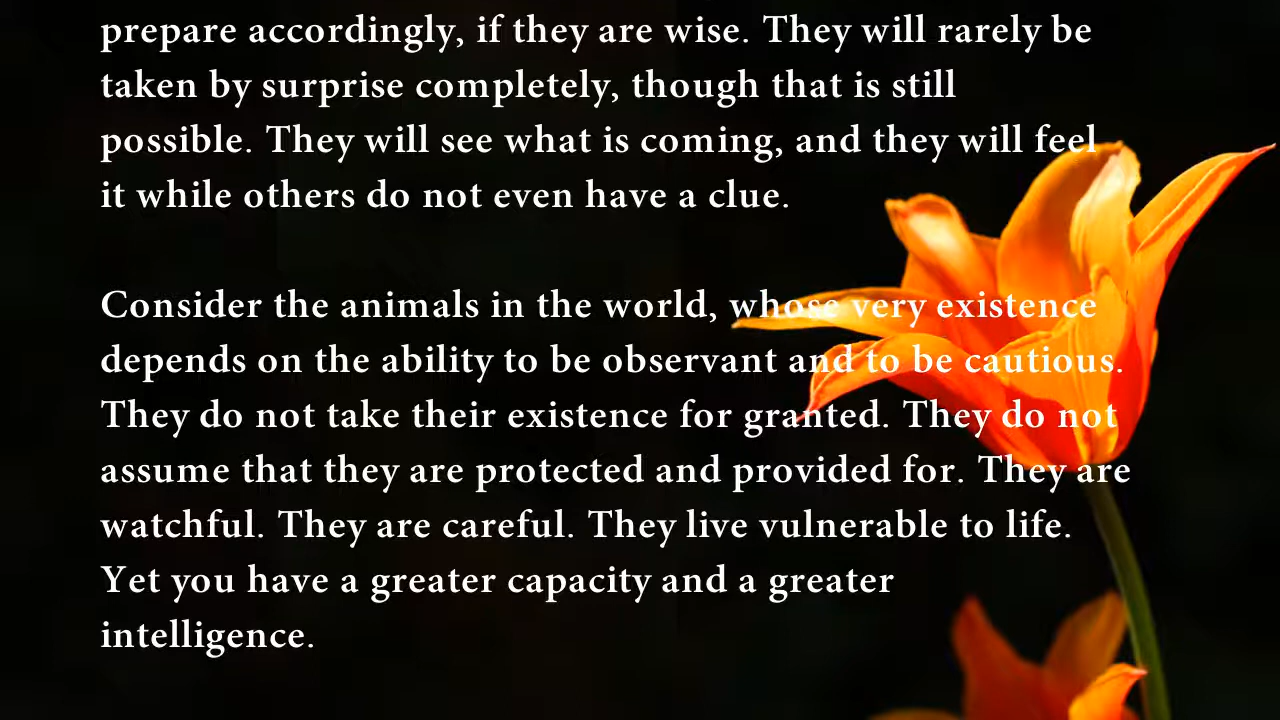 prepare accordingly, if they are wise. They will rarely be
taken by surprise completely, though that is still
possible. They will see what is coming, and they will feel
it while others do not even have a clue.
Consider the animals in the world, whose very existence
depends on the ability to be observant and to be cautious.
They do not take their existence for granted. They do not
assume that they are protected and provided for. They are
watchful. They are careful. They live vulnerable to life.
Yet you have a greater capacity and a greater
intelligence.